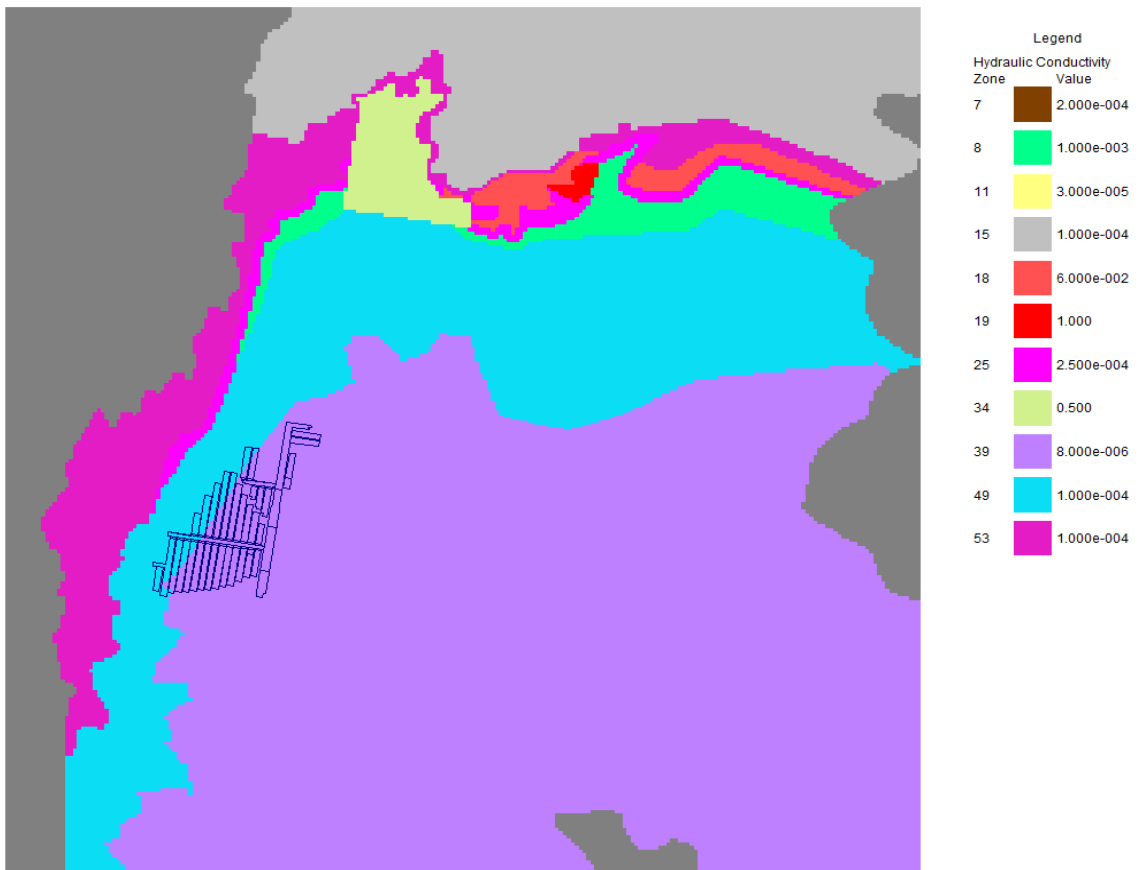 Legend
Hydraulic Conductivity
Zone Value
7 2.000e-004
8 1.000e-003
11 3.000e-005
15 1.000e-004
18 6.000e-002
19 1.000
25 2.500e-004
34 0.500
39 8.000e-006
49 1.000e-004
53 1.000e-004